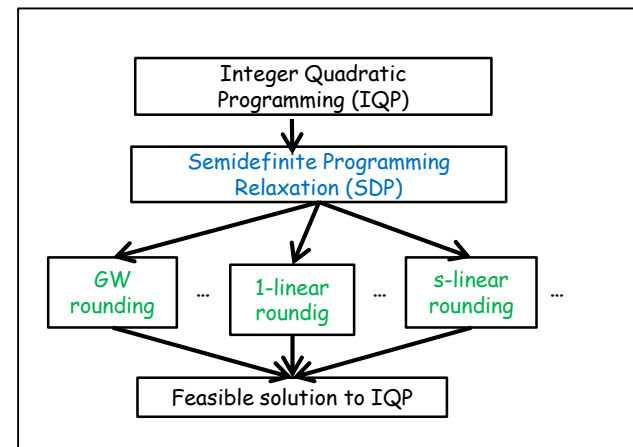 Integer Quadratic
Programming (IQP)
Semidefinite Programming
Relaxation (SDP)
GW
rounding
...
1-linear
roundig
...
s-linear
rounding
...
Feasible solution to IQP